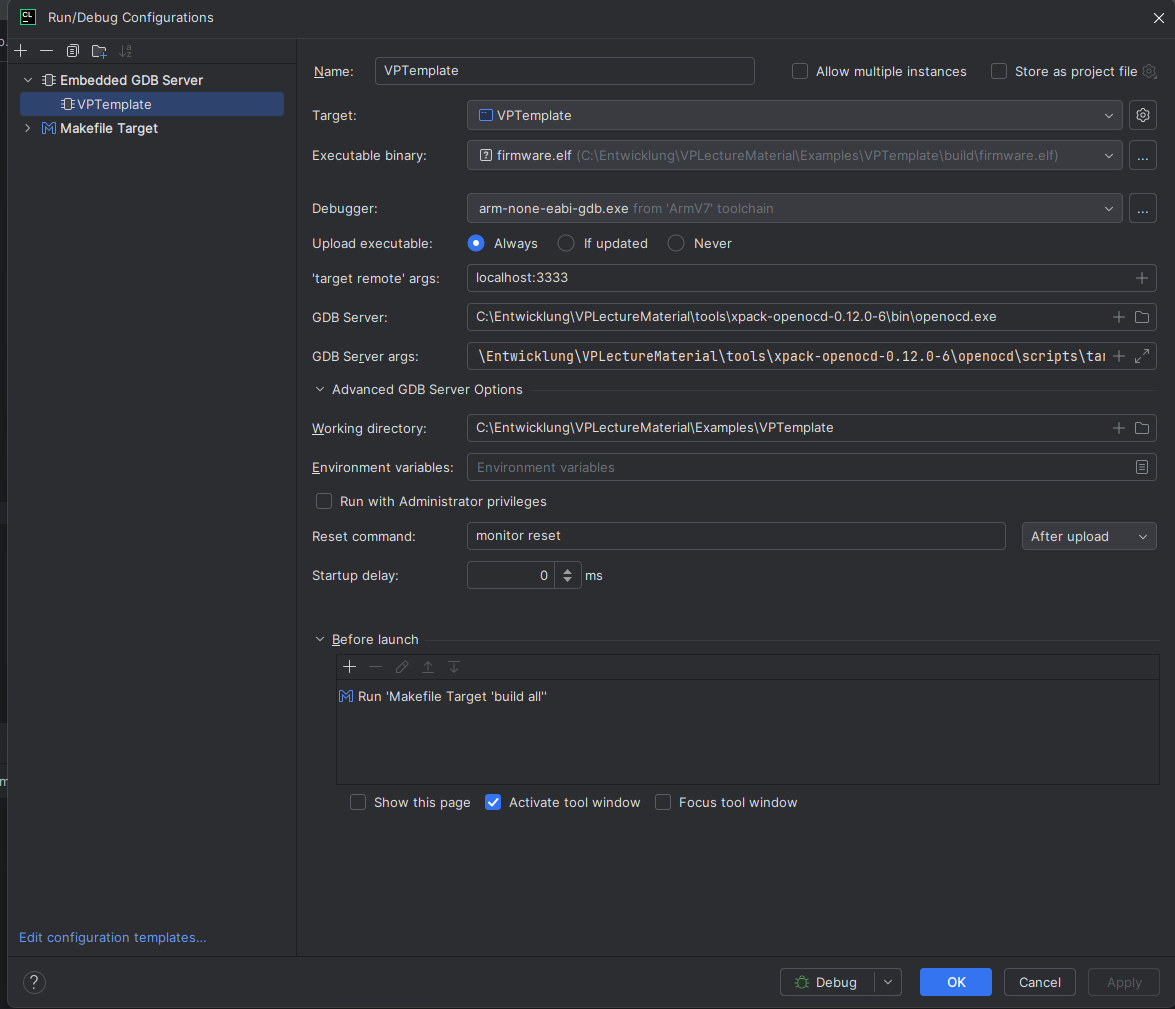 CL
Run/Debug Configurations
Embedded GDB Server
VPTemplate
Makefile Target
Name: VPTemplate Allow multiple instances Store as project file
Target: VPTemplate
Executable binary: firmware.elf (C:\Entwicklung\VPLectureMaterial\Examples\VPTemplate\build\firmware.elf) ...
Debugger: arm-none-eabi-gdb.exe from 'ArmV7' toolchain ...
Upload executable: Always If updated Never
'target remote' args: localhost:3333
GDB Server: C:\Entwicklung\VPLectureMaterial\tools\xpack-openocd-0.12.0-6\bin\openocd.exe
GDB Server args: \Entwicklung\VPLectureMaterial\tools\xpack-openocd-0.12.0-6\openocd\scripts\tar
Advanced GDB Server Options
Working directory: C:\Entwicklung\VPLectureMaterial\Examples\VPTemplate
Environment variables: Environment variables
Run with Administrator privileges
Reset command: monitor reset After upload
Startup delay: 0 ms
Before launch
Run 'Makefile Target 'build all''
Show this page Activate tool window Focus tool window
Edit configuration templates...
? Debug OK Cancel Apply